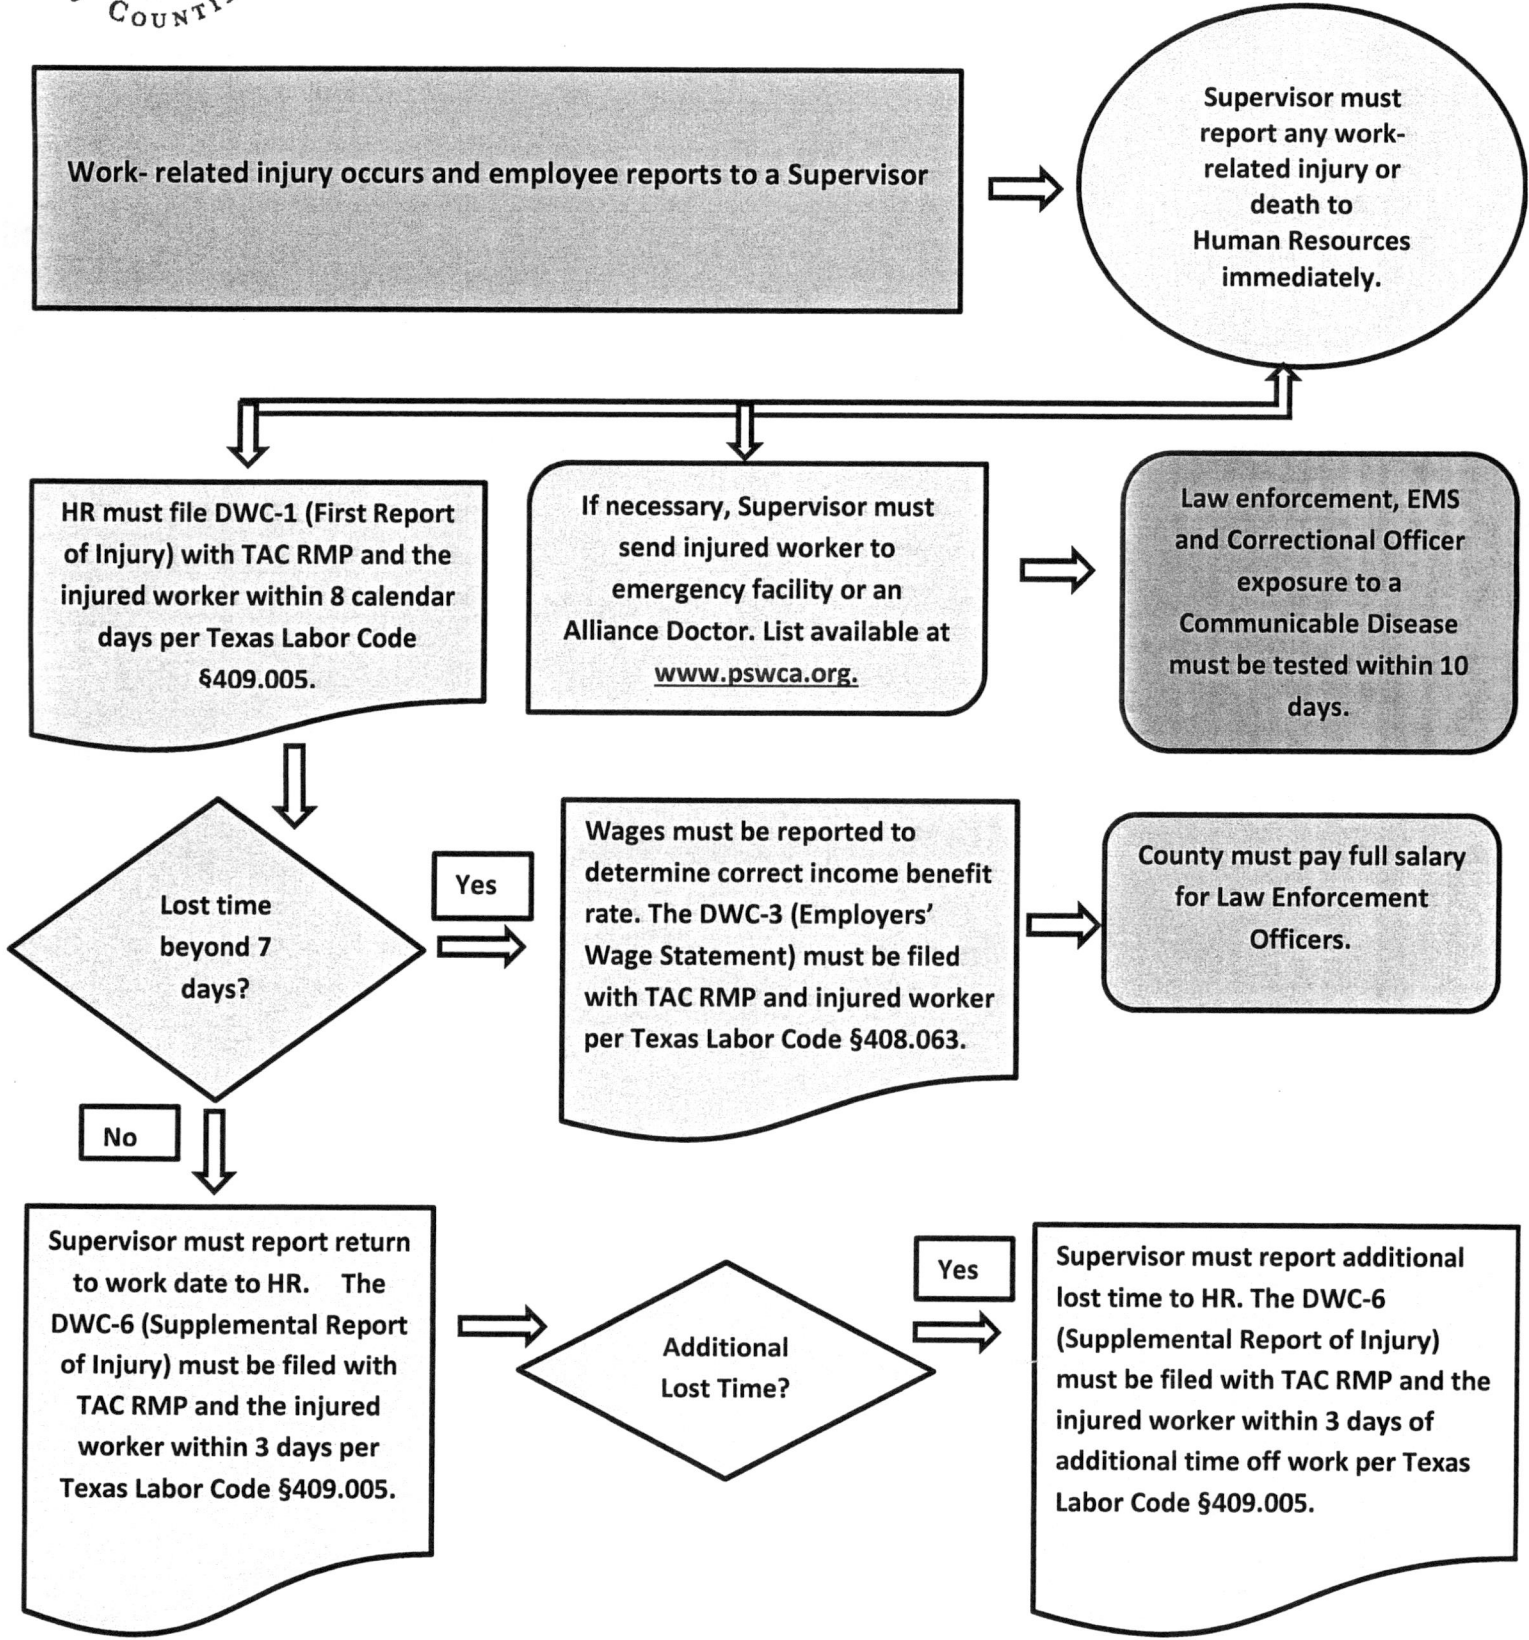 COUNTI
Work- related injury occurs and employee reports to a Supervisor
Supervisor must
report any work-
related injury or
death to
Human Resources
immediately.
HR must file DWC-1 (First Report
of Injury) with TAC RMP and the
injured worker within 8 calendar
days per Texas Labor Code
§409.005.
If necessary, Supervisor must
send injured worker to
emergency facility or an
Alliance Doctor. List available at
www.pswca.org.
Law enforcement, EMS
and Correctional Officer
exposure to a
Communicable Disease
must be tested within 10
days.
Lost time
beyond 7
days?
Yes
Wages must be reported to
determine correct income benefit
rate. The DWC-3 (Employers’
Wage Statement) must be filed
with TAC RMP and injured worker
per Texas Labor Code §408.063.
County must pay full salary
for Law Enforcement
Officers.
No
Supervisor must report return
to work date to HR. The
DWC-6 (Supplemental Report
of Injury) must be filed with
TAC RMP and the injured
worker within 3 days per
Texas Labor Code §409.005.
Additional
Lost Time?
Yes
Supervisor must report additional
lost time to HR. The DWC-6
(Supplemental Report of Injury)
must be filed with TAC RMP and the
injured worker within 3 days of
additional time off work per Texas
Labor Code §409.005.